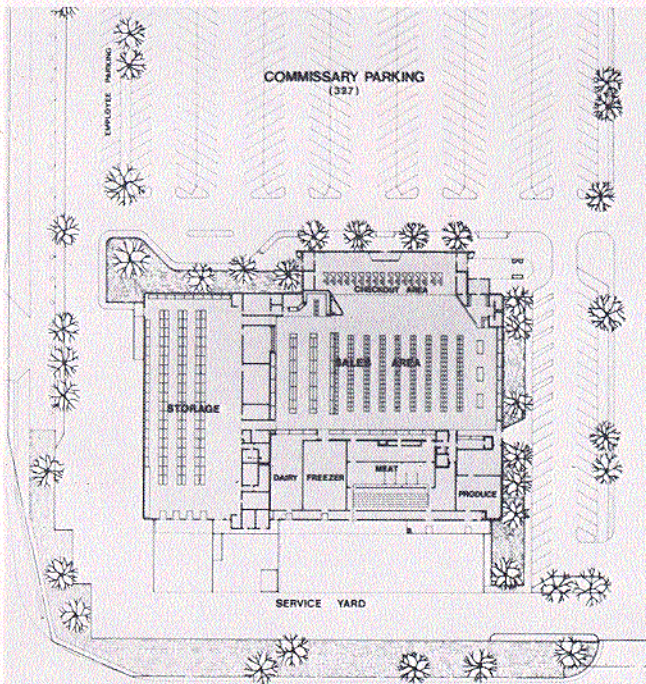 COMMISSARY PARKING
(327)
EMPLOYEE PARKING
CHECKOUT AREA
SALES AREA
STORAGE
DAIRY
FREEZER
MEAT
PRODUCE
SERVICE YARD